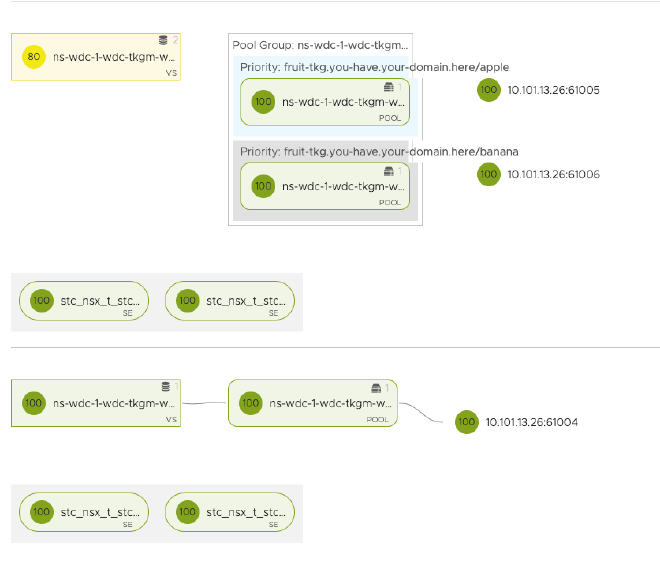 2
80 ns-wdc-1-wdc-tkgm-w...
VS
Pool Group: ns-wdc-1-wdc-tkgm...
Priority: fruit-tkg.you-have.your-domain.here/apple
1
100 ns-wdc-1-wdc-tkgm-w...
POOL
100 10.101.13.26:61005
Priority: fruit-tkg.you-have.your-domain.here/banana
1
100 ns-wdc-1-wdc-tkgm-w...
POOL
100 10.101.13.26:61006
100 stc_nsx_t_stc...
SE
100 stc_nsx_t_stc...
SE
1
100 ns-wdc-1-wdc-tkgm-w...
VS
1
100 ns-wdc-1-wdc-tkgm-w...
POOL
100 10.101.13.26:61004
100 stc_nsx_t_stc...
SE
100 stc_nsx_t_stc...
SE